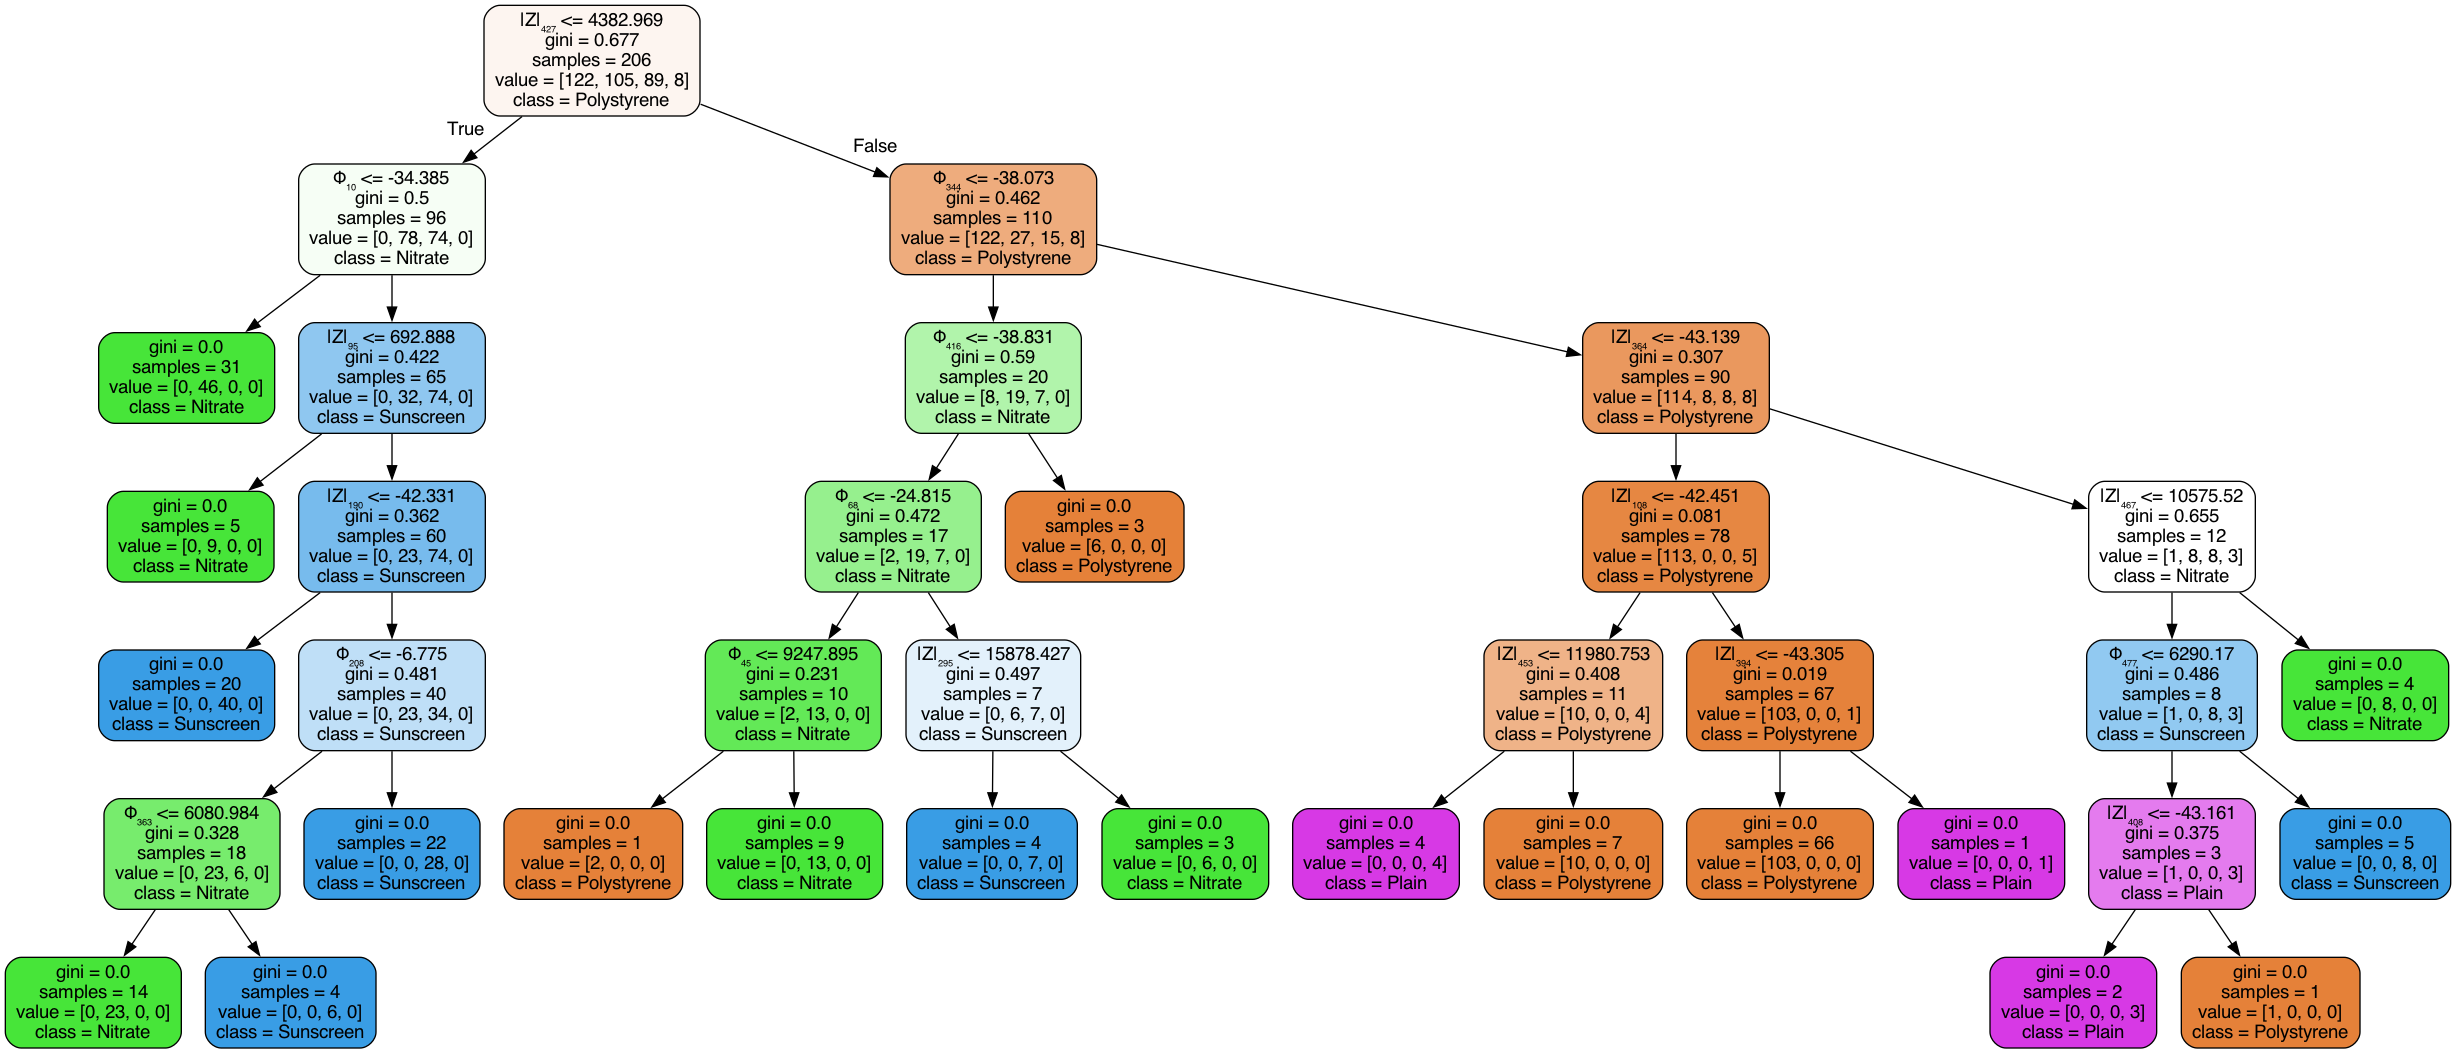 |Z|₄₂₇ <= 4382.969
gini = 0.677
samples = 206
value = [122, 105, 89, 8]
class = Polystyrene
True
False
Φ₁₀ <= -34.385
gini = 0.5
samples = 96
value = [0, 78, 74, 0]
class = Nitrate
Φ₃₄₄ <= -38.073
gini = 0.462
samples = 110
value = [122, 27, 15, 8]
class = Polystyrene
gini = 0.0
samples = 31
value = [0, 46, 0, 0]
class = Nitrate
|Z|₉₅ <= 692.888
gini = 0.422
samples = 65
value = [0, 32, 74, 0]
class = Sunscreen
Φ₄₁₆ <= -38.831
gini = 0.59
samples = 20
value = [8, 19, 7, 0]
class = Nitrate
|Z|₃₆₄ <= -43.139
gini = 0.307
samples = 90
value = [114, 8, 8, 8]
class = Polystyrene
gini = 0.0
samples = 5
value = [0, 9, 0, 0]
class = Nitrate
|Z|₁₉₀ <= -42.331
gini = 0.362
samples = 60
value = [0, 23, 74, 0]
class = Sunscreen
Φ₆₈ <= -24.815
gini = 0.472
samples = 17
value = [2, 19, 7, 0]
class = Nitrate
gini = 0.0
samples = 3
value = [6, 0, 0, 0]
class = Polystyrene
|Z|₁₀₈ <= -42.451
gini = 0.081
samples = 78
value = [113, 0, 0, 5]
class = Polystyrene
|Z|₄₆₇ <= 10575.52
gini = 0.655
samples = 12
value = [1, 8, 8, 3]
class = Nitrate
gini = 0.0
samples = 20
value = [0, 0, 40, 0]
class = Sunscreen
Φ₂₀₈ <= -6.775
gini = 0.481
samples = 40
value = [0, 23, 34, 0]
class = Sunscreen
Φ₄₅ <= 9247.895
gini = 0.231
samples = 10
value = [2, 13, 0, 0]
class = Nitrate
|Z|₂₉₅ <= 15878.427
gini = 0.497
samples = 7
value = [0, 6, 7, 0]
class = Sunscreen
|Z|₄₅₃ <= 11980.753
gini = 0.408
samples = 11
value = [10, 0, 0, 4]
class = Polystyrene
|Z|₃₉₄ <= -43.305
gini = 0.019
samples = 67
value = [103, 0, 0, 1]
class = Polystyrene
Φ₄₇₇ <= 6290.17
gini = 0.486
samples = 8
value = [1, 0, 8, 3]
class = Sunscreen
gini = 0.0
samples = 4
value = [0, 8, 0, 0]
class = Nitrate
Φ₃₆₃ <= 6080.984
gini = 0.328
samples = 18
value = [0, 23, 6, 0]
class = Nitrate
gini = 0.0
samples = 22
value = [0, 0, 28, 0]
class = Sunscreen
gini = 0.0
samples = 1
value = [2, 0, 0, 0]
class = Polystyrene
gini = 0.0
samples = 9
value = [0, 13, 0, 0]
class = Nitrate
gini = 0.0
samples = 4
value = [0, 0, 7, 0]
class = Sunscreen
gini = 0.0
samples = 3
value = [0, 6, 0, 0]
class = Nitrate
gini = 0.0
samples = 4
value = [0, 0, 0, 4]
class = Plain
gini = 0.0
samples = 7
value = [10, 0, 0, 0]
class = Polystyrene
gini = 0.0
samples = 66
value = [103, 0, 0, 0]
class = Polystyrene
gini = 0.0
samples = 1
value = [0, 0, 0, 1]
class = Plain
|Z|₄₀₈ <= -43.161
gini = 0.375
samples = 3
value = [1, 0, 0, 3]
class = Plain
gini = 0.0
samples = 5
value = [0, 0, 8, 0]
class = Sunscreen
gini = 0.0
samples = 14
value = [0, 23, 0, 0]
class = Nitrate
gini = 0.0
samples = 4
value = [0, 0, 6, 0]
class = Sunscreen
gini = 0.0
samples = 2
value = [0, 0, 0, 3]
class = Plain
gini = 0.0
samples = 1
value = [1, 0, 0, 0]
class = Polystyrene